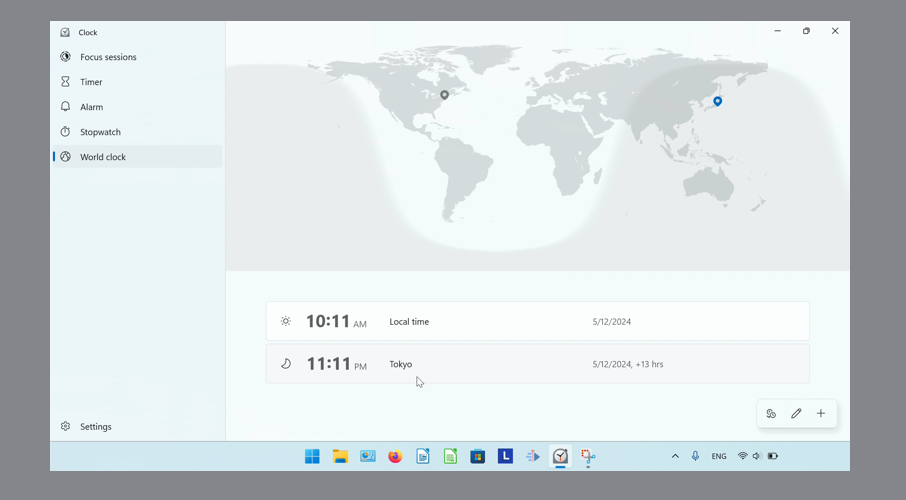 Clock
Focus sessions
Timer
Alarm
Stopwatch
World clock
10:11 AM Local time 5/12/2024
11:11 PM Tokyo 5/12/2024, +13 hrs
Settings
L
ENG